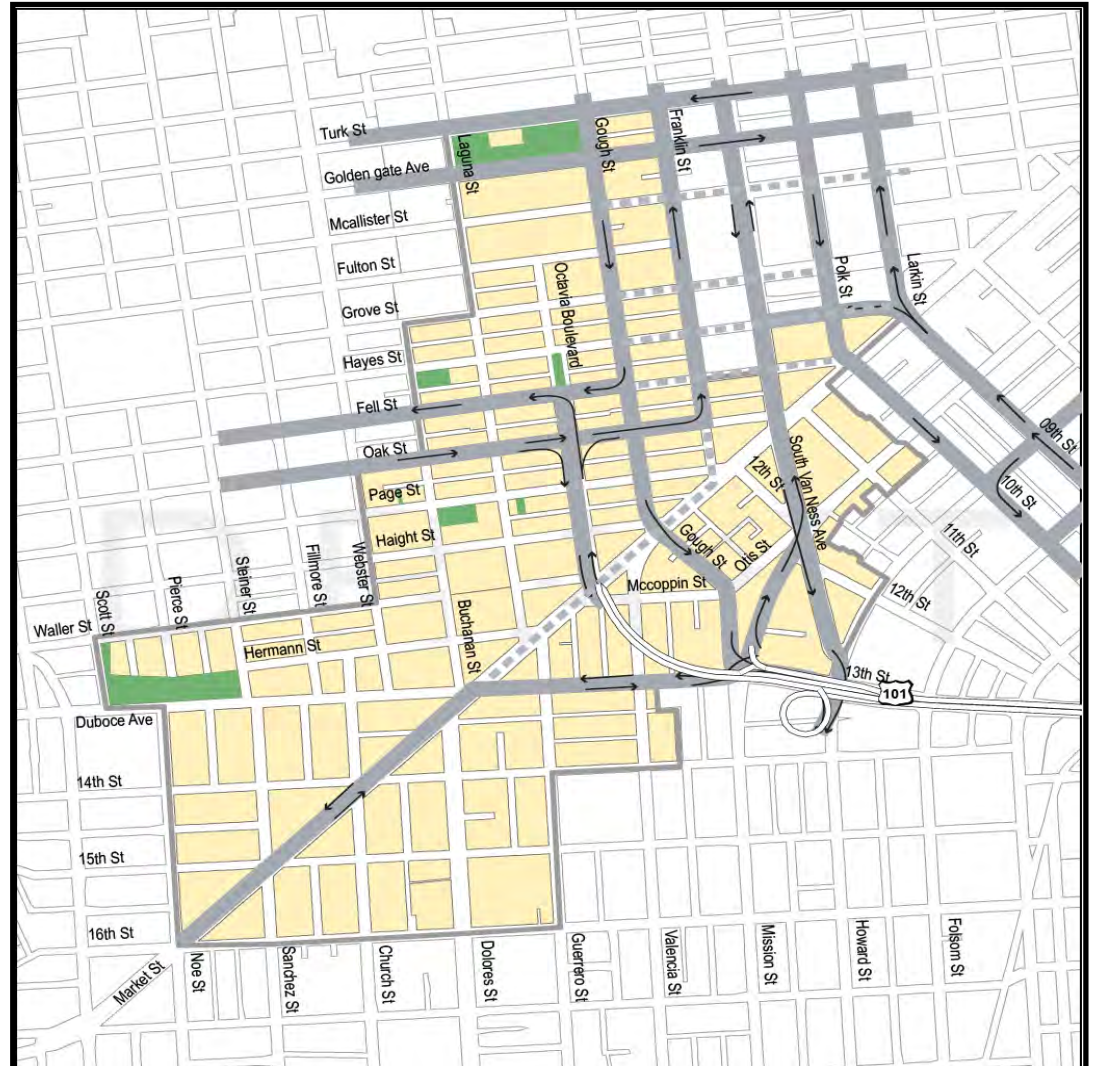 Turk St
Golden gate Ave
Mcallister St
Fulton St
Grove St
Hayes St
Fell St
Oak St
Page St
Haight St
Laguna St
Gough St
Franklin St
Octavia Boulevard
Polk St
Larkin St
09th St
10th St
11th St
12th St
South Van Ness Ave
12th St
Otis St
Gough St
Mccoppin St
13th St
101
Waller St
Scott St
Pierce St
Steiner St
Fillmore St
Webster St
Hermann St
Buchanan St
Duboce Ave
14th St
15th St
16th St
Market St
Noe St
Sanchez St
Church St
Dolores St
Guerrero St
Valencia St
Mission St
Howard St
Folsom St